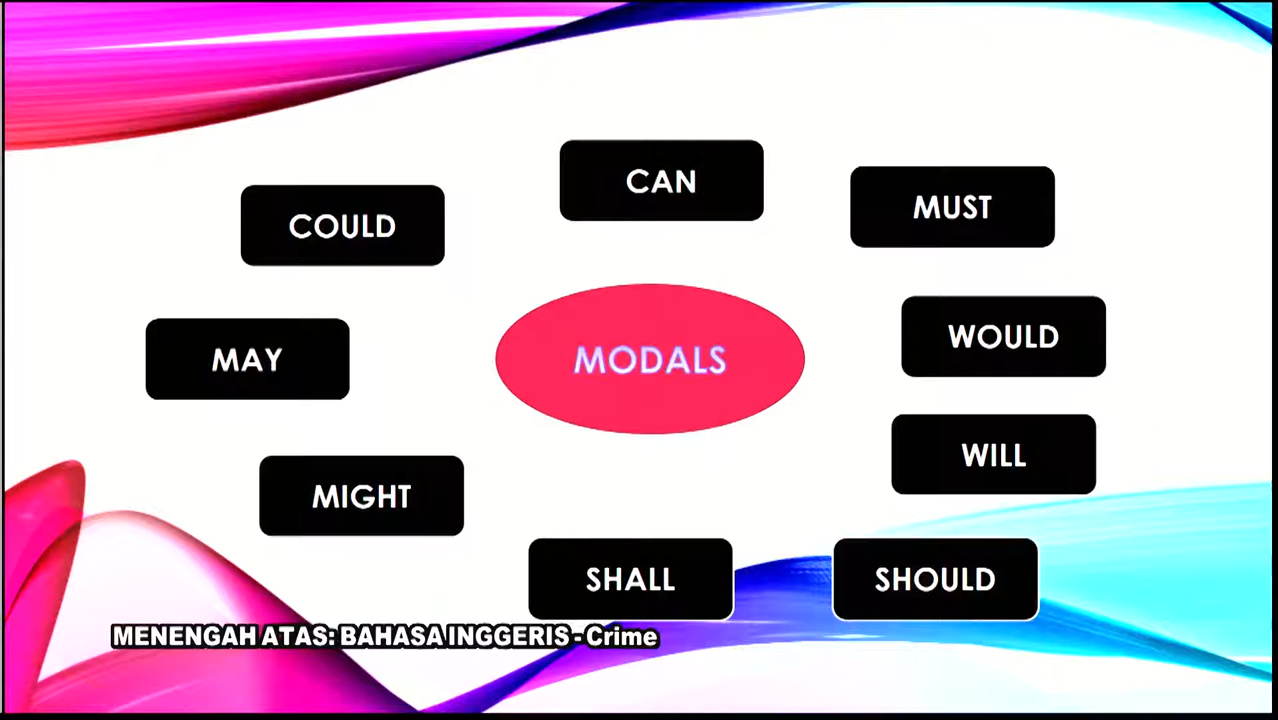 CAN
MUST
COULD
WOULD
MAY
MODALS
WILL
MIGHT
SHALL
SHOULD
MENENGAH ATAS: BAHASA INGGERIS - Crime